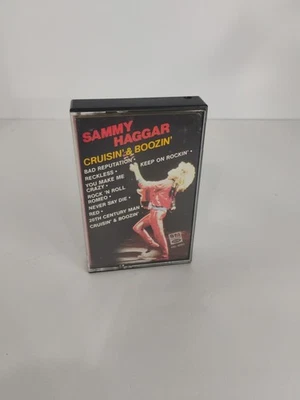 SAMMY
HAGGAR
CRUISIN' & BOOZIN'
BAD REPUTATION • KEEP ON ROCKIN' •
RECKLESS •
YOU MAKE ME
CRAZY •
ROCK 'N ROLL
ROMEO •
NEVER SAY DIE •
RED •
20TH CENTURY MAN
CRUISIN' & BOOZIN'